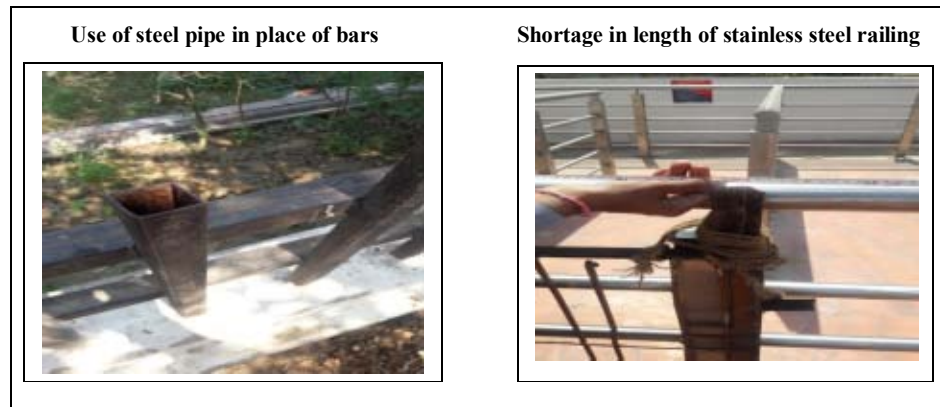 Use of steel pipe in place of bars
Shortage in length of stainless steel railing